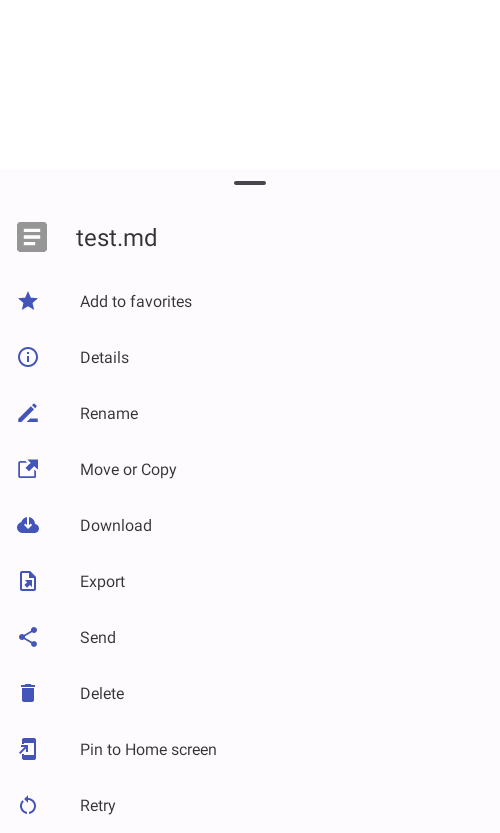 test.md
Add to favorites
Details
Rename
Move or Copy
Download
Export
Send
Delete
Pin to Home screen
Retry